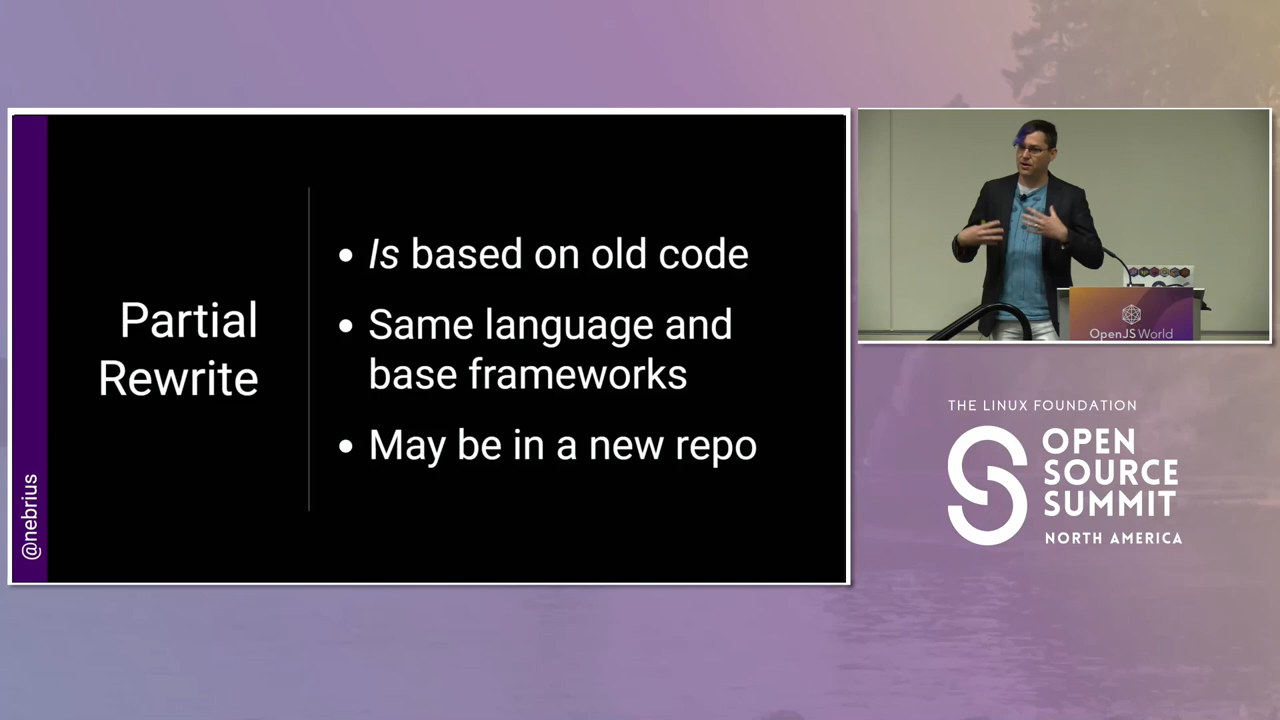 Partial
Rewrite
• Is based on old code
• Same language and
base frameworks
• May be in a new repo
@nebrius
OpenJS World
THE LINUX FOUNDATION
OPEN
SOURCE
SUMMIT
NORTH AMERICA